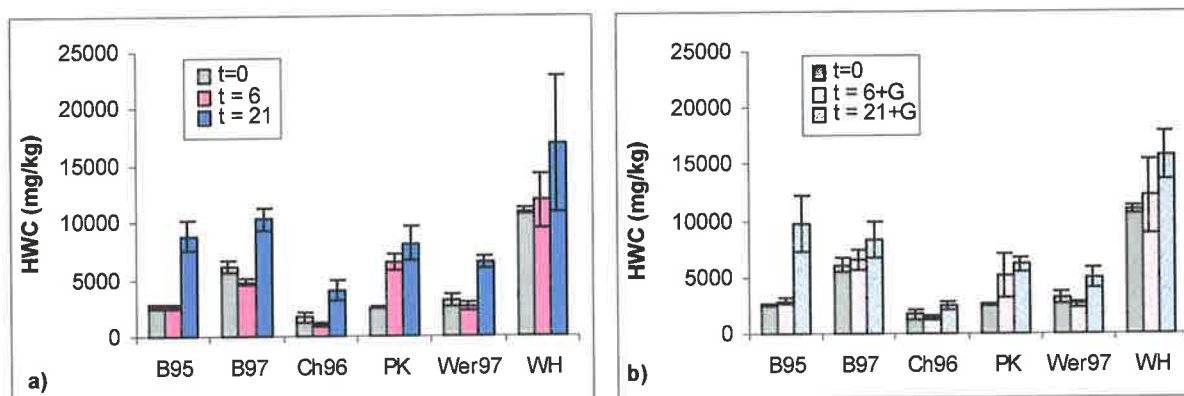 25000
20000
15000
10000
5000
0
HWC (mg/kg)
t=0
t = 6
t = 21
B95 B97 Ch96 PK Wer97 WH
a)
25000
20000
15000
10000
5000
0
HWC (mg/kg)
t=0
t = 6+G
t = 21+G
B95 B97 Ch96 PK Wer97 WH
b)